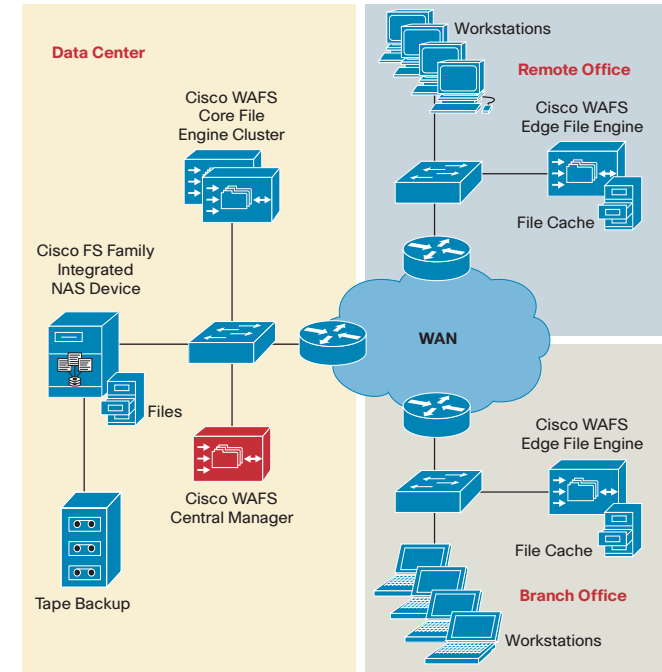 Data Center
Cisco WAFS
Core File
Engine Cluster
Cisco FS Family
Integrated
NAS Device
Files
Cisco WAFS
Central Manager
Tape Backup
WAN
Workstations
Remote Office
Cisco WAFS
Edge File Engine
File Cache
Cisco WAFS
Edge File Engine
File Cache
Branch Office
Workstations